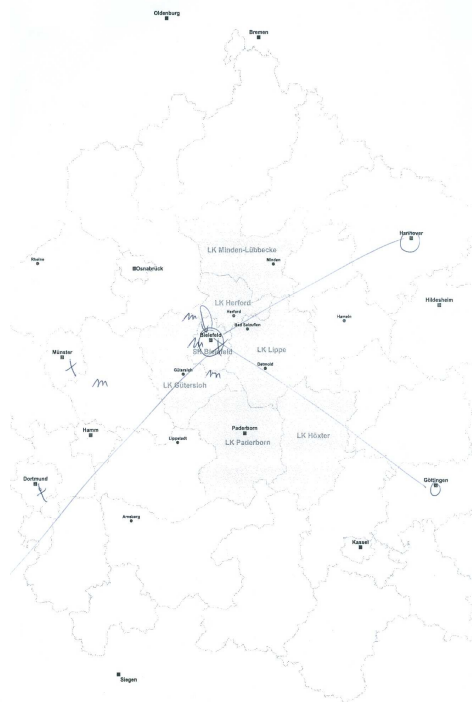 Oldenburg
Bremen
Hannover
LK Minden-Lübbecke
Rheine
Minden
Osnabrück
Hildesheim
LK Herford
Herford
Hameln
Bad Salzuflen
Bielefeld
SK Bielefeld
LK Lippe
Münster
Detmold
Gütersloh
LK Gütersloh
Hamm
Paderborn
LK Paderborn
LK Höxter
Lippstadt
Dortmund
Göttingen
Arnsberg
Kassel
Siegen